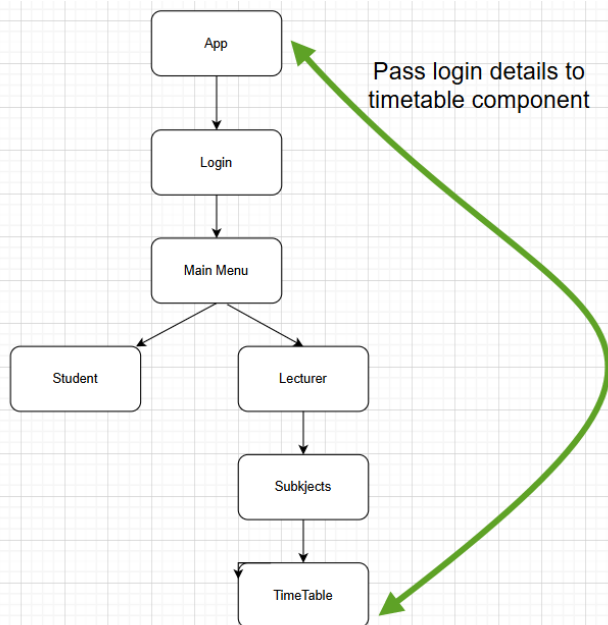 App
Pass login details to
timetable component
Login
Main Menu
Student
Lecturer
Subkjects
TimeTable